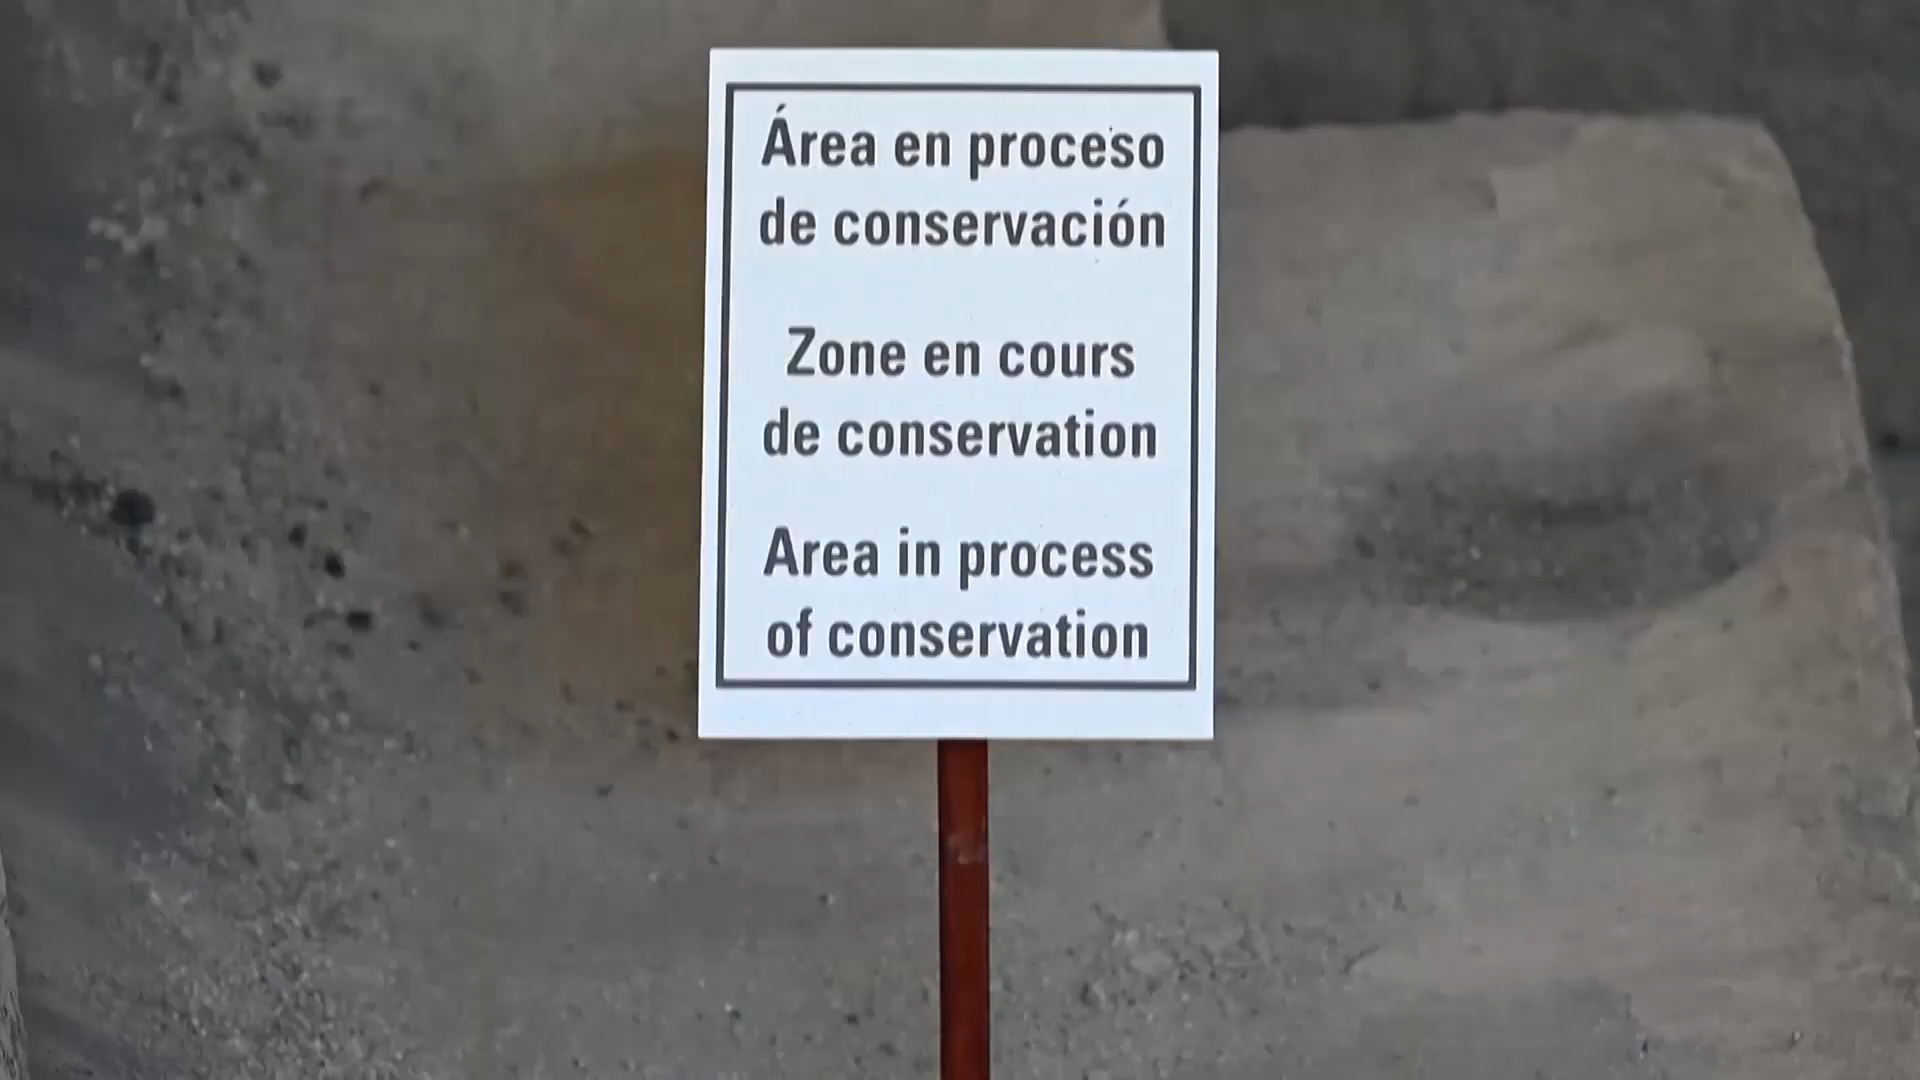 Área en proceso
de conservación
Zone en cours
de conservation
Area in process
of conservation